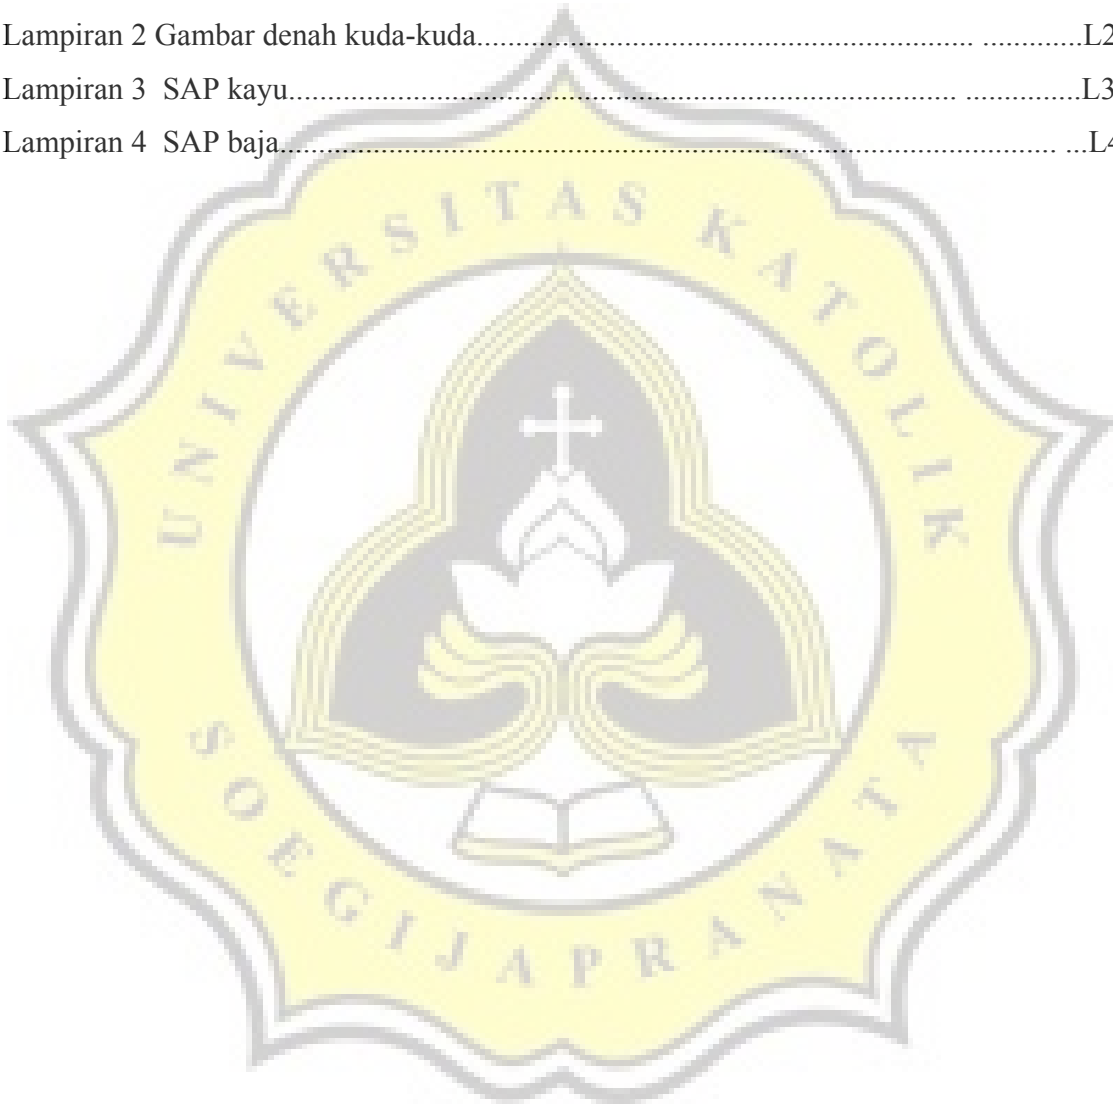 Lampiran 2 Gambar denah kuda-kuda.............................................................. .............L2
Lampiran 3  SAP kayu.................................................................................... ...............L3
Lampiran 4  SAP baja.................................................................................................. ...L4
UNIVERSITAS KATOLIK
SOEGIJAPRANATA